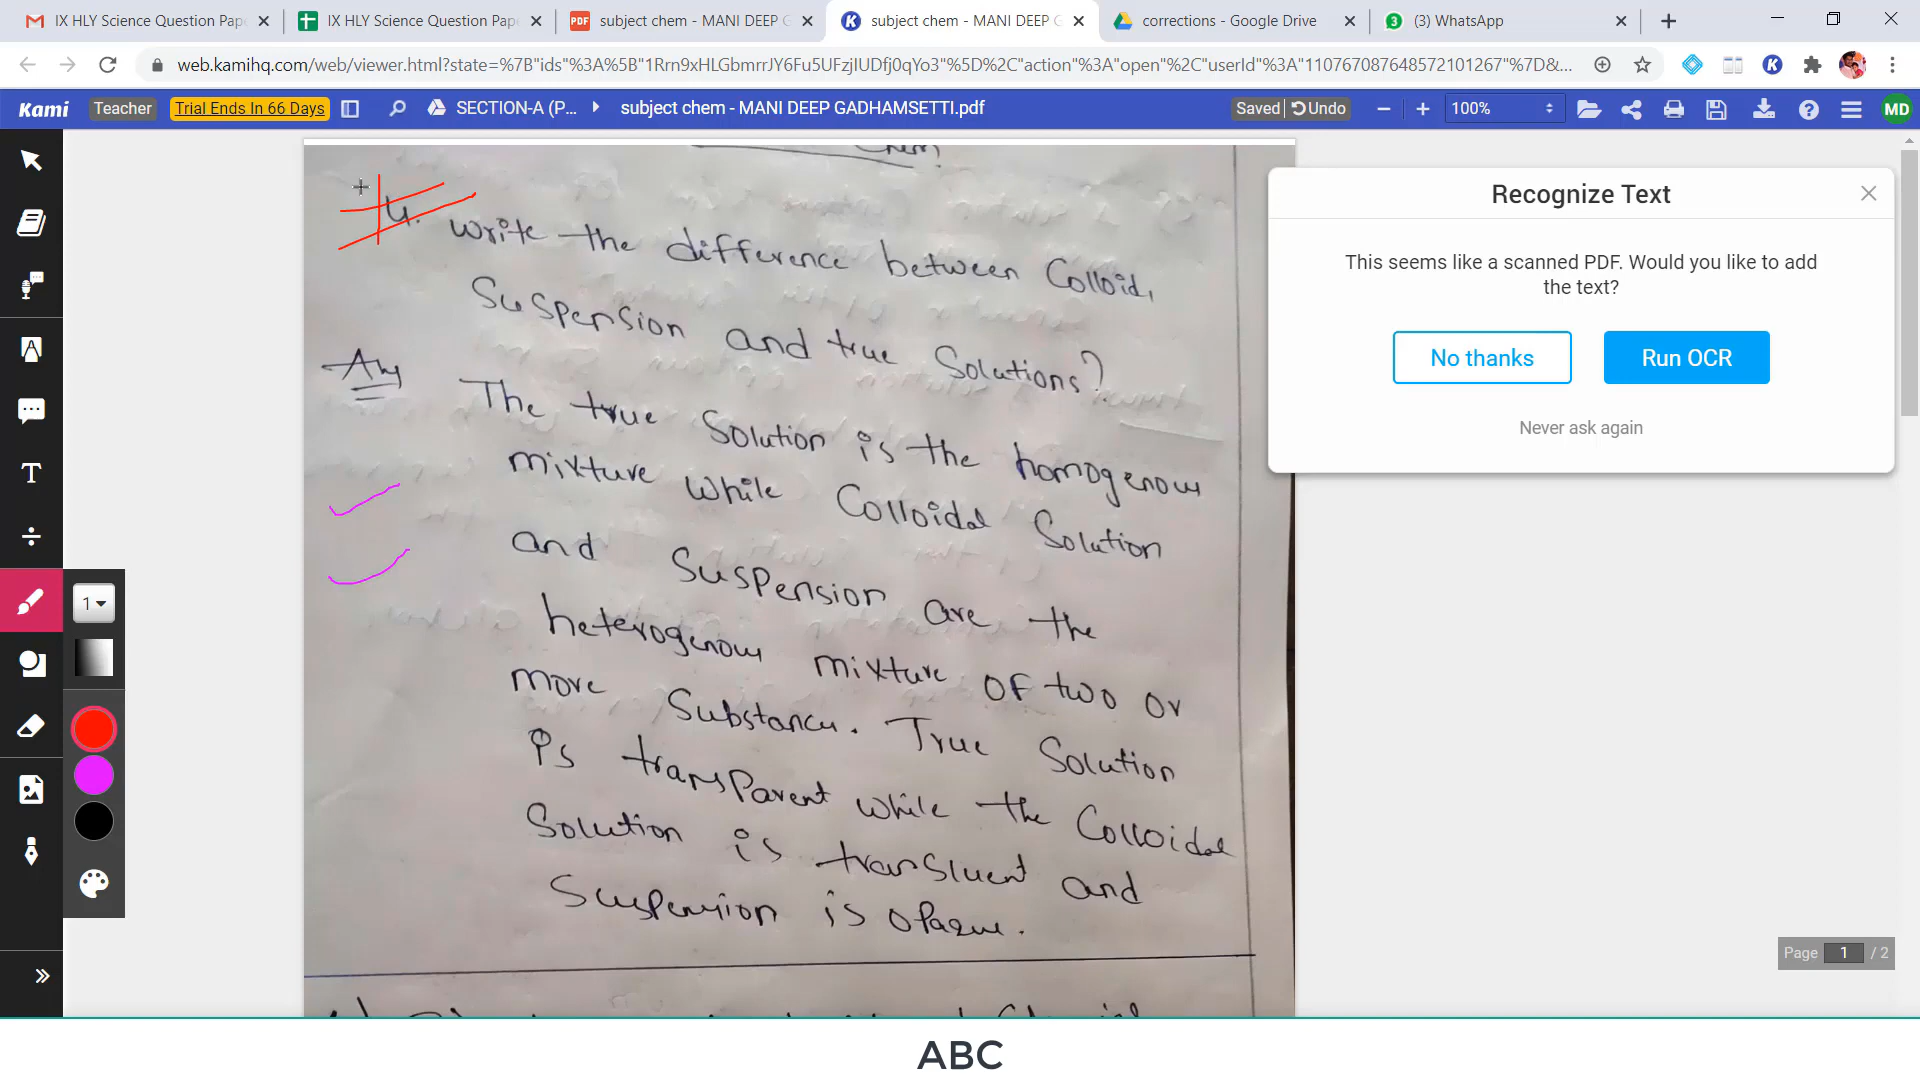 IX HLY Science Question Pape
IX HLY Science Question Pape
subject chem - MANI DEEP G
subject chem - MANI DEEP G
corrections - Google Drive
(3) WhatsApp
web.kamihq.com/web/viewer.html?state=%7B"ids"%3A%5B"1Rrn9xHLGbmrrJY6Fu5UFzjIUDfj0qYo3"%5D%2C"action"%3A"open"%2C"userId"%3A"110767087648572101267"%7D&...
Kami
Teacher
Trial Ends In 66 Days
SECTION-A (P...
subject chem - MANI DEEP GADHAMSETTI.pdf
Saved
Undo
100%
MD
Chem
4. Write the difference between Colloid,
Suspension and true Solutions?
Ans
The true Solution is the homogenous
mixture while Colloidal Solution
and Suspension are the
heterogenous mixture of two or
more Substance. True Solution
is transparent while the Colloidal
Solution is transluent and
Suspension is opaque.
Recognize Text
This seems like a scanned PDF. Would you like to add
the text?
No thanks
Run OCR
Never ask again
1
Page 1 / 2
ABC